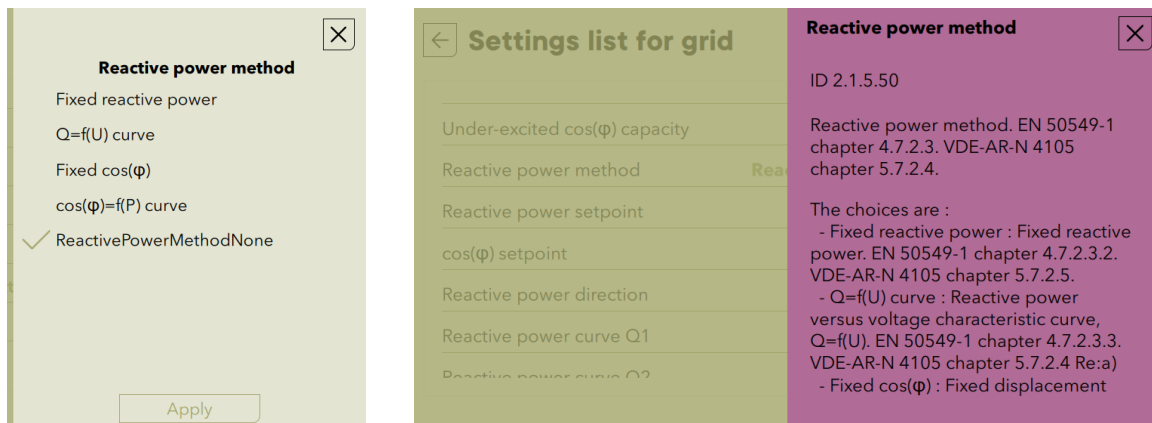 Reactive power method
Fixed reactive power
Q=f(U) curve
Fixed cos(φ)
cos(φ)=f(P) curve
ReactivePowerMethodNone
Apply
Settings list for grid
Under-excited cos(φ) capacity
Reactive power method
Reactive power setpoint
cos(φ) setpoint
Reactive power direction
Reactive power curve Q1
Reactive power curve Q2
Reactive power method
ID 2.1.5.50
Reactive power method. EN 50549-1
chapter 4.7.2.3. VDE-AR-N 4105
chapter 5.7.2.4.
The choices are :
- Fixed reactive power : Fixed reactive
power. EN 50549-1 chapter 4.7.2.3.2.
VDE-AR-N 4105 chapter 5.7.2.5.
- Q=f(U) curve : Reactive power
versus voltage characteristic curve,
Q=f(U). EN 50549-1 chapter 4.7.2.3.3.
VDE-AR-N 4105 chapter 5.7.2.4 Re:a)
- Fixed cos(φ) : Fixed displacement